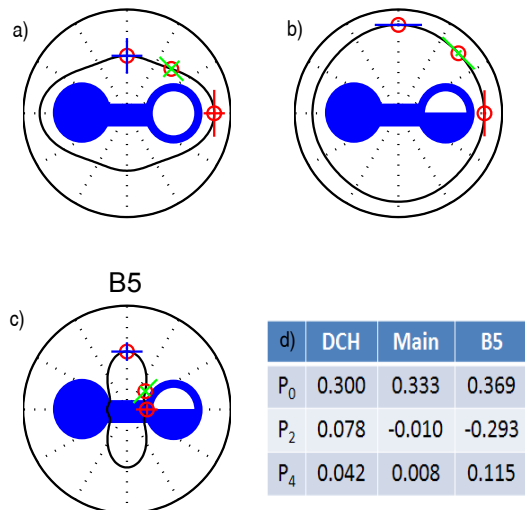 a)
b)
B5
c)
d) DCH Main B5
P0 0.300 0.333 0.369
P2 0.078 -0.010 -0.293
P4 0.042 0.008 0.115